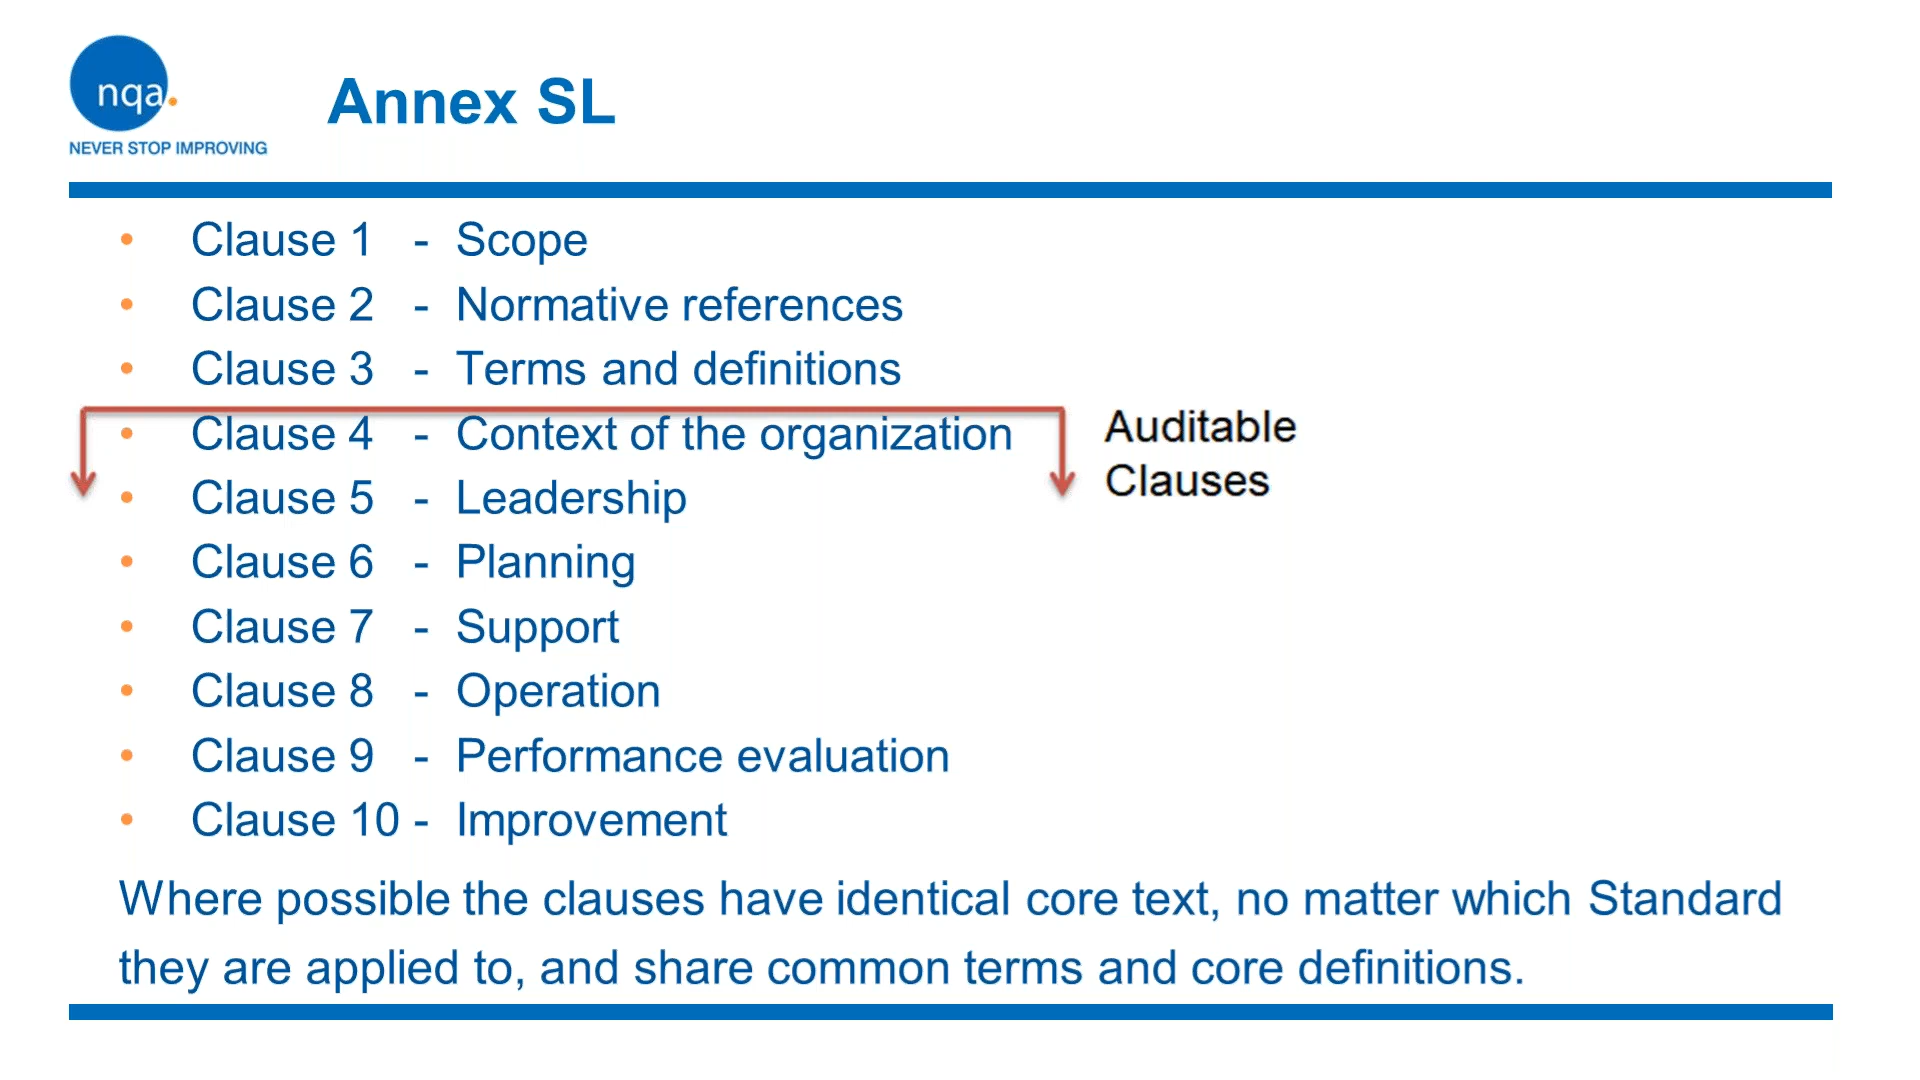 nqa.
NEVER STOP IMPROVING
Annex SL
• Clause 1 - Scope
• Clause 2 - Normative references
• Clause 3 - Terms and definitions
• Clause 4 - Context of the organization
Auditable
Clauses
• Clause 5 - Leadership
• Clause 6 - Planning
• Clause 7 - Support
• Clause 8 - Operation
• Clause 9 - Performance evaluation
• Clause 10 - Improvement
Where possible the clauses have identical core text, no matter which Standard
they are applied to, and share common terms and core definitions.